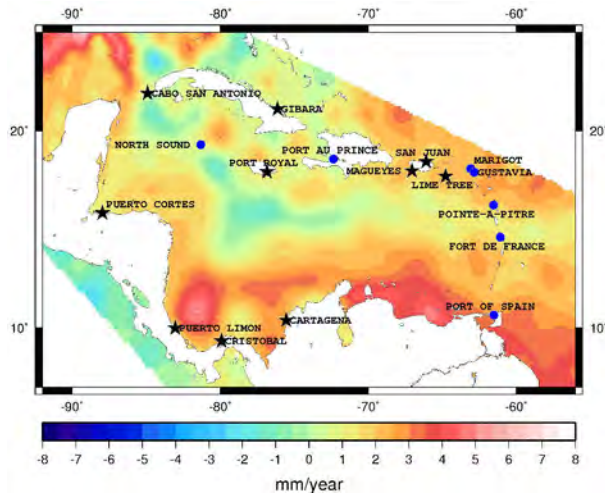 -90° -80° -70° -60°
CABO SAN ANTONIO
GIBARA
20° 20°
NORTH SOUND
PORT AU PRINCE
SAN JUAN
MARIGOT
PORT ROYAL
MAGUEYES
GUSTAVIA
LIME TREE
PUERTO CORTES
POINTE-A-PITRE
FORT DE FRANCE
PORT OF SPAIN
10° 10°
PUERTO LIMON
CARTAGENA
CRISTOBAL
-90° -80° -70° -60°
-8 -7 -6 -5 -4 -3 -2 -1 0 1 2 3 4 5 6 7 8
mm/year